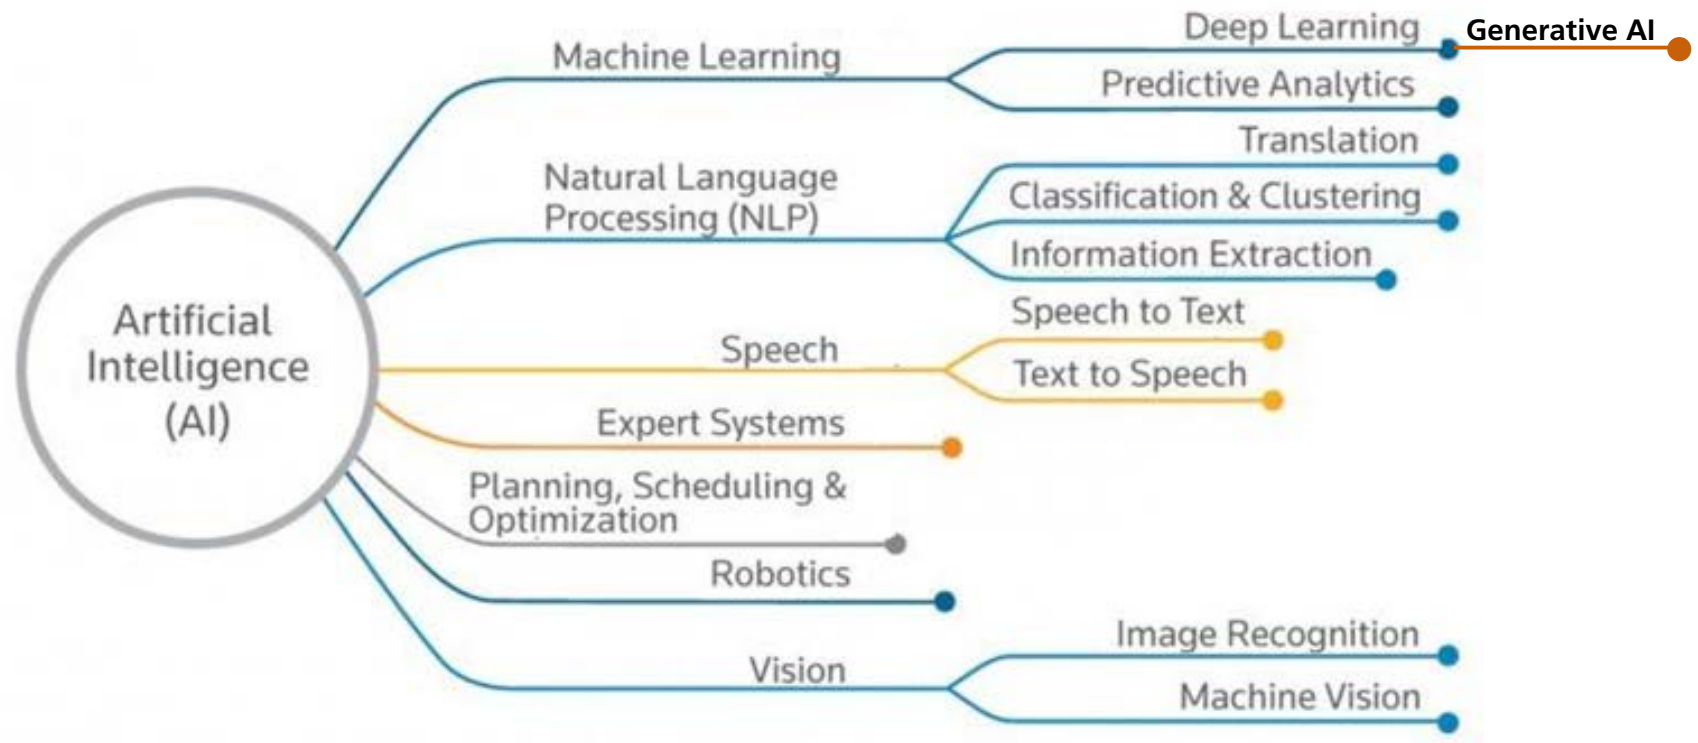 Artificial
Intelligence
(AI)
Machine Learning
Deep Learning
Generative AI
Predictive Analytics
Natural Language
Processing (NLP)
Translation
Classification & Clustering
Information Extraction
Speech
Speech to Text
Text to Speech
Expert Systems
Planning, Scheduling &
Optimization
Robotics
Vision
Image Recognition
Machine Vision